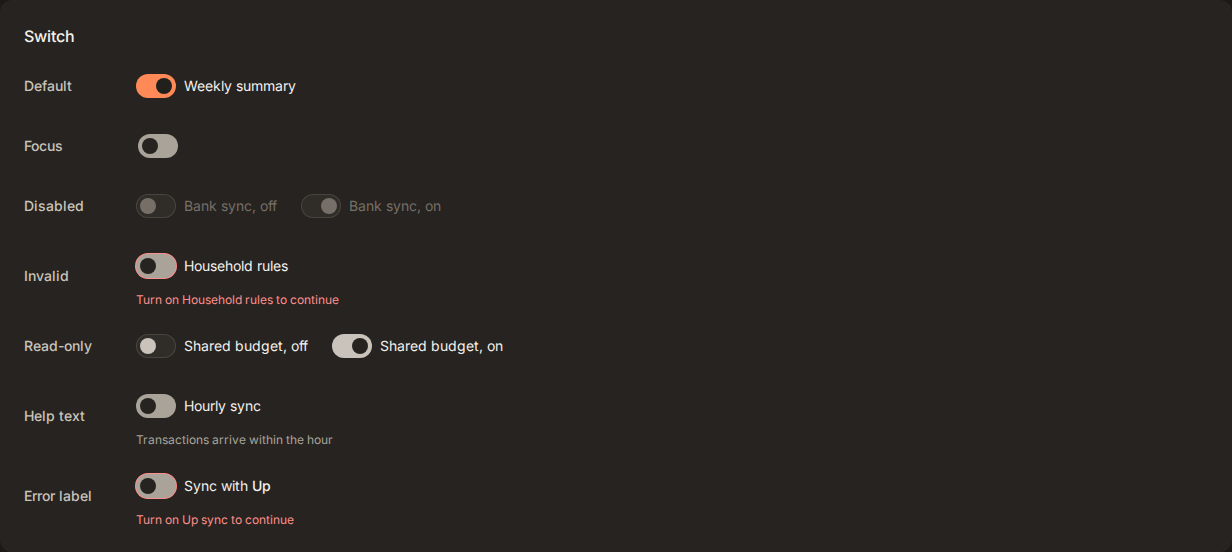 Switch
Default Weekly summary
Focus
Disabled Bank sync, off Bank sync, on
Invalid Household rules
Turn on Household rules to continue
Read-only Shared budget, off Shared budget, on
Help text Hourly sync
Transactions arrive within the hour
Error label Sync with Up
Turn on Up sync to continue